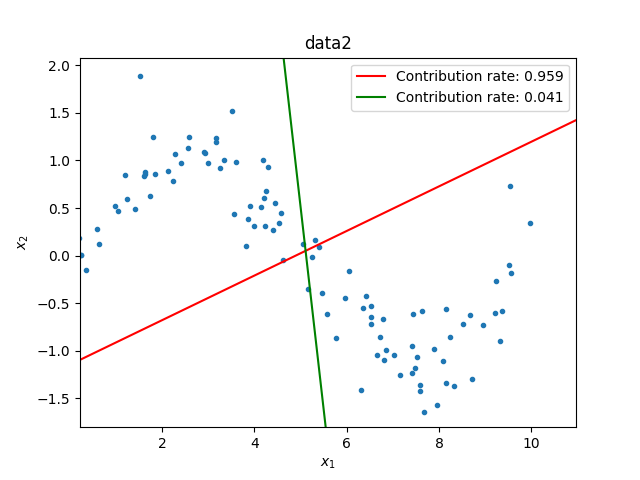 data2
Contribution rate: 0.959
Contribution rate: 0.041
2.0
1.5
1.0
0.5
0.0
−0.5
−1.0
−1.5
x₂
2 4 6 8 10
x₁